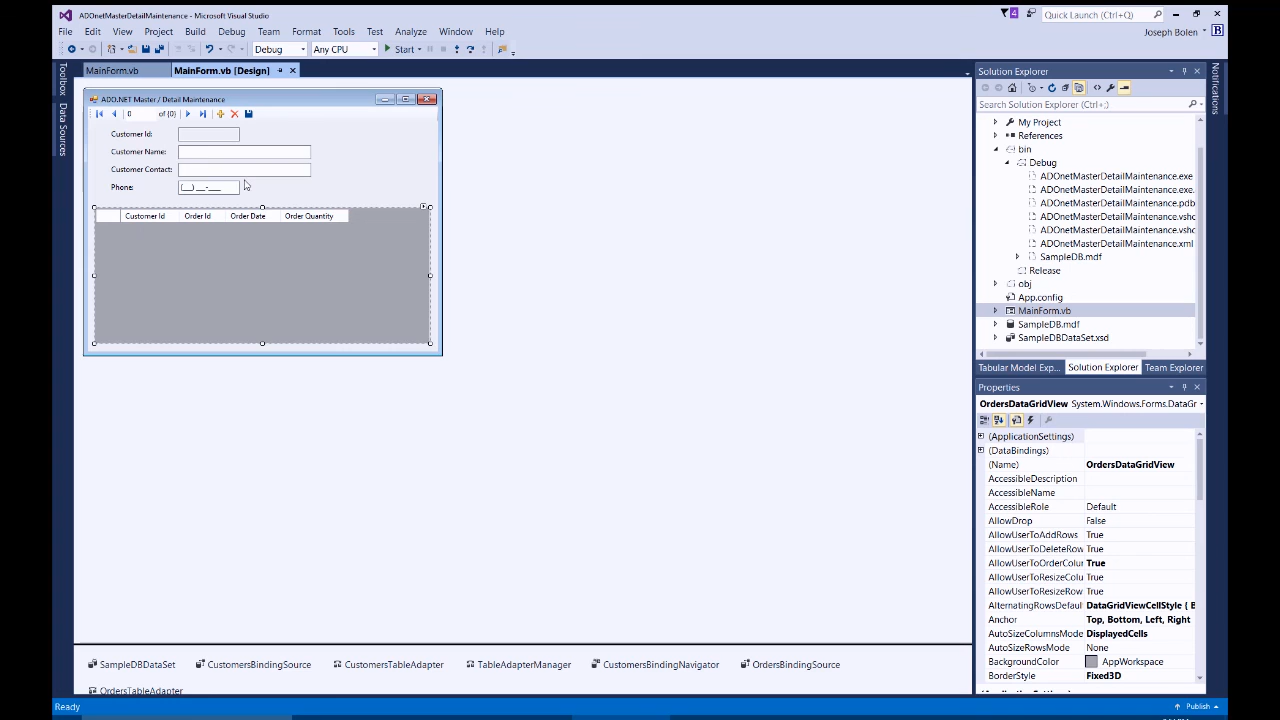 ADOnetMasterDetailMaintenance - Microsoft Visual Studio
4
Quick Launch (Ctrl+Q)
File Edit View Project Build Debug Team Format Tools Test Analyze Window Help
Joseph Bolen B
Debug Any CPU Start
Toolbox
Data Sources
MainForm.vb MainForm.vb [Design]
ADO.NET Master / Detail Maintenance
0 of {0}
Customer Id:
Customer Name:
Customer Contact:
Phone: (__) __-___
Customer Id Order Id Order Date Order Quantity
SampleDBDataSet CustomersBindingSource CustomersTableAdapter TableAdapterManager CustomersBindingNavigator OrdersBindingSource
OrdersTableAdapter
Solution Explorer
Search Solution Explorer (Ctrl+;)
My Project
References
bin
Debug
ADOnetMasterDetailMaintenance.exe
ADOnetMasterDetailMaintenance.exe.
ADOnetMasterDetailMaintenance.pdb
ADOnetMasterDetailMaintenance.vshc
ADOnetMasterDetailMaintenance.vshc
ADOnetMasterDetailMaintenance.xml
SampleDB.mdf
Release
obj
App.config
MainForm.vb
SampleDB.mdf
SampleDBDataSet.xsd
Tabular Model Exp... Solution Explorer Team Explorer
Properties
OrdersDataGridView System.Windows.Forms.DataGr
(ApplicationSettings)
(DataBindings)
(Name) OrdersDataGridView
AccessibleDescription
AccessibleName
AccessibleRole Default
AllowDrop False
AllowUserToAddRows True
AllowUserToDeleteRow True
AllowUserToOrderColur True
AllowUserToResizeColu True
AllowUserToResizeRow True
AlternatingRowsDefaul DataGridViewCellStyle { B
Anchor Top, Bottom, Left, Right
AutoSizeColumnsMode DisplayedCells
AutoSizeRowsMode None
BackgroundColor AppWorkspace
BorderStyle Fixed3D
Notifications
Ready
Publish